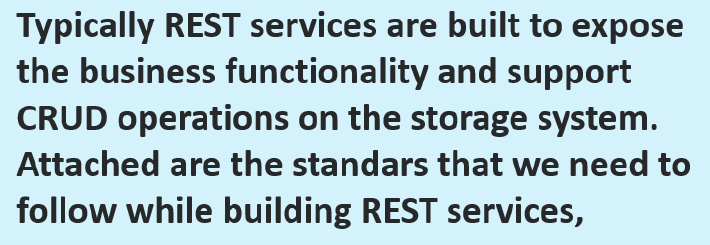 Typically REST services are built to expose
the business functionality and support
CRUD operations on the storage system.
Attached are the standars that we need to
follow while building REST services,